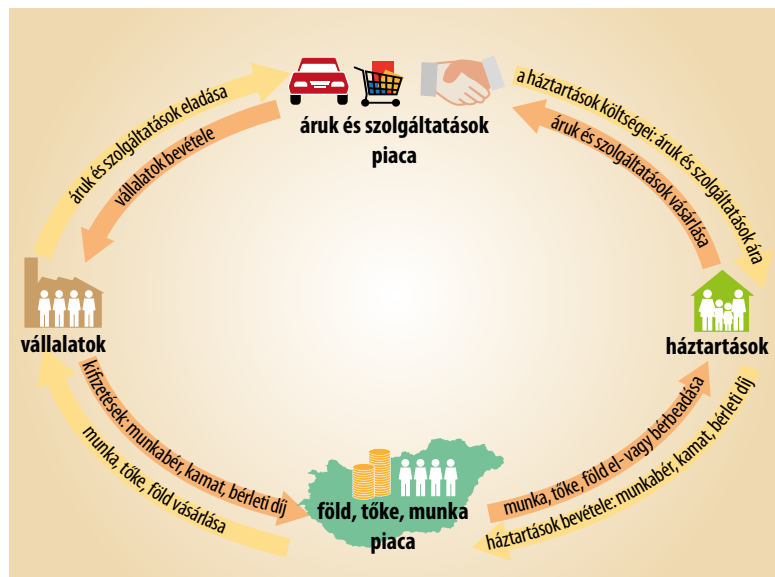 áruk és szolgáltatások eladása
vállalatok bevétele
áruk és szolgáltatások
piaca
a háztartások költségei: áruk és szolgáltatások ára
áruk és szolgáltatások vásárlása
vállalatok
háztartások
kifizetések: munkabér, kamat, bérleti díj
munka, tőke, föld vásárlása
föld, tőke, munka
piaca
munka, tőke, föld el- vagy bérbeadása
háztartások bevétele: munkabér, kamat, bérleti díj